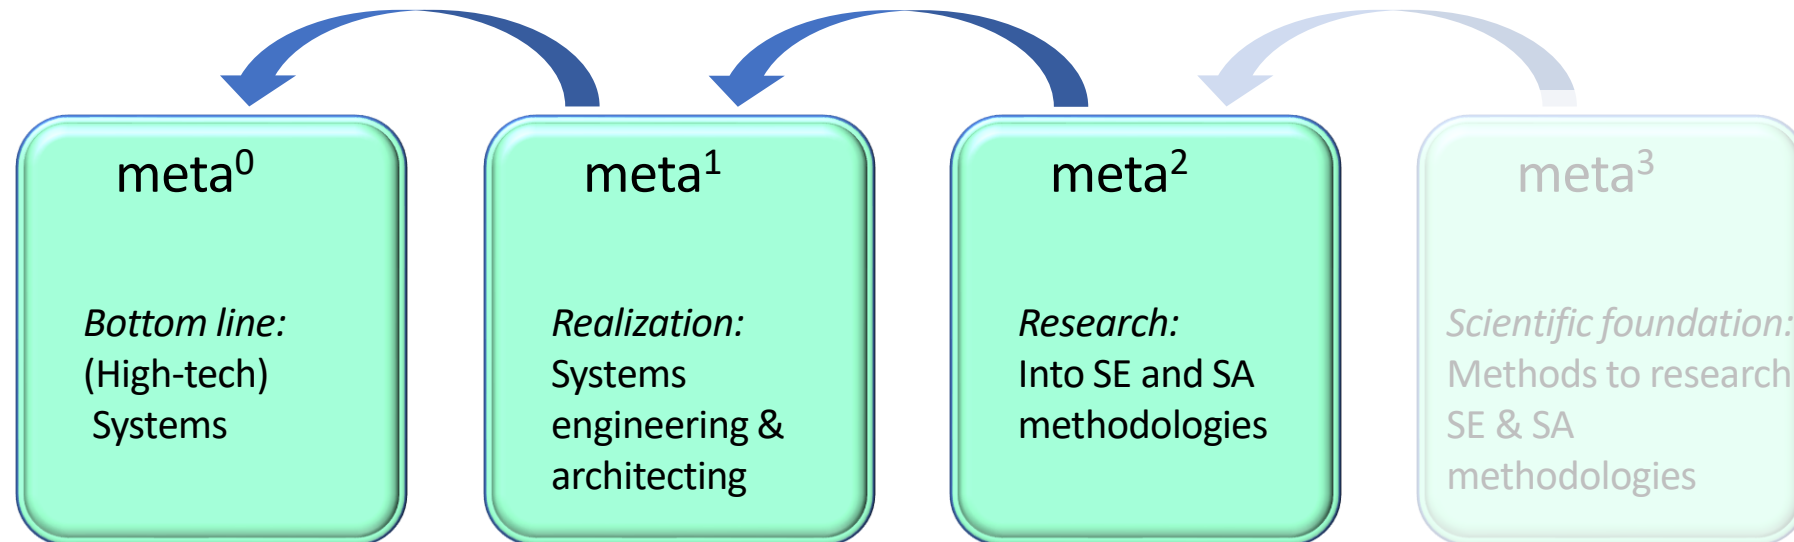 meta⁰
Bottom line:
(High-tech)
Systems
meta¹
Realization:
Systems
engineering &
architecting
meta²
Research:
Into SE and SA
methodologies
meta³
Scientific foundation:
Methods to research
SE & SA
methodologies